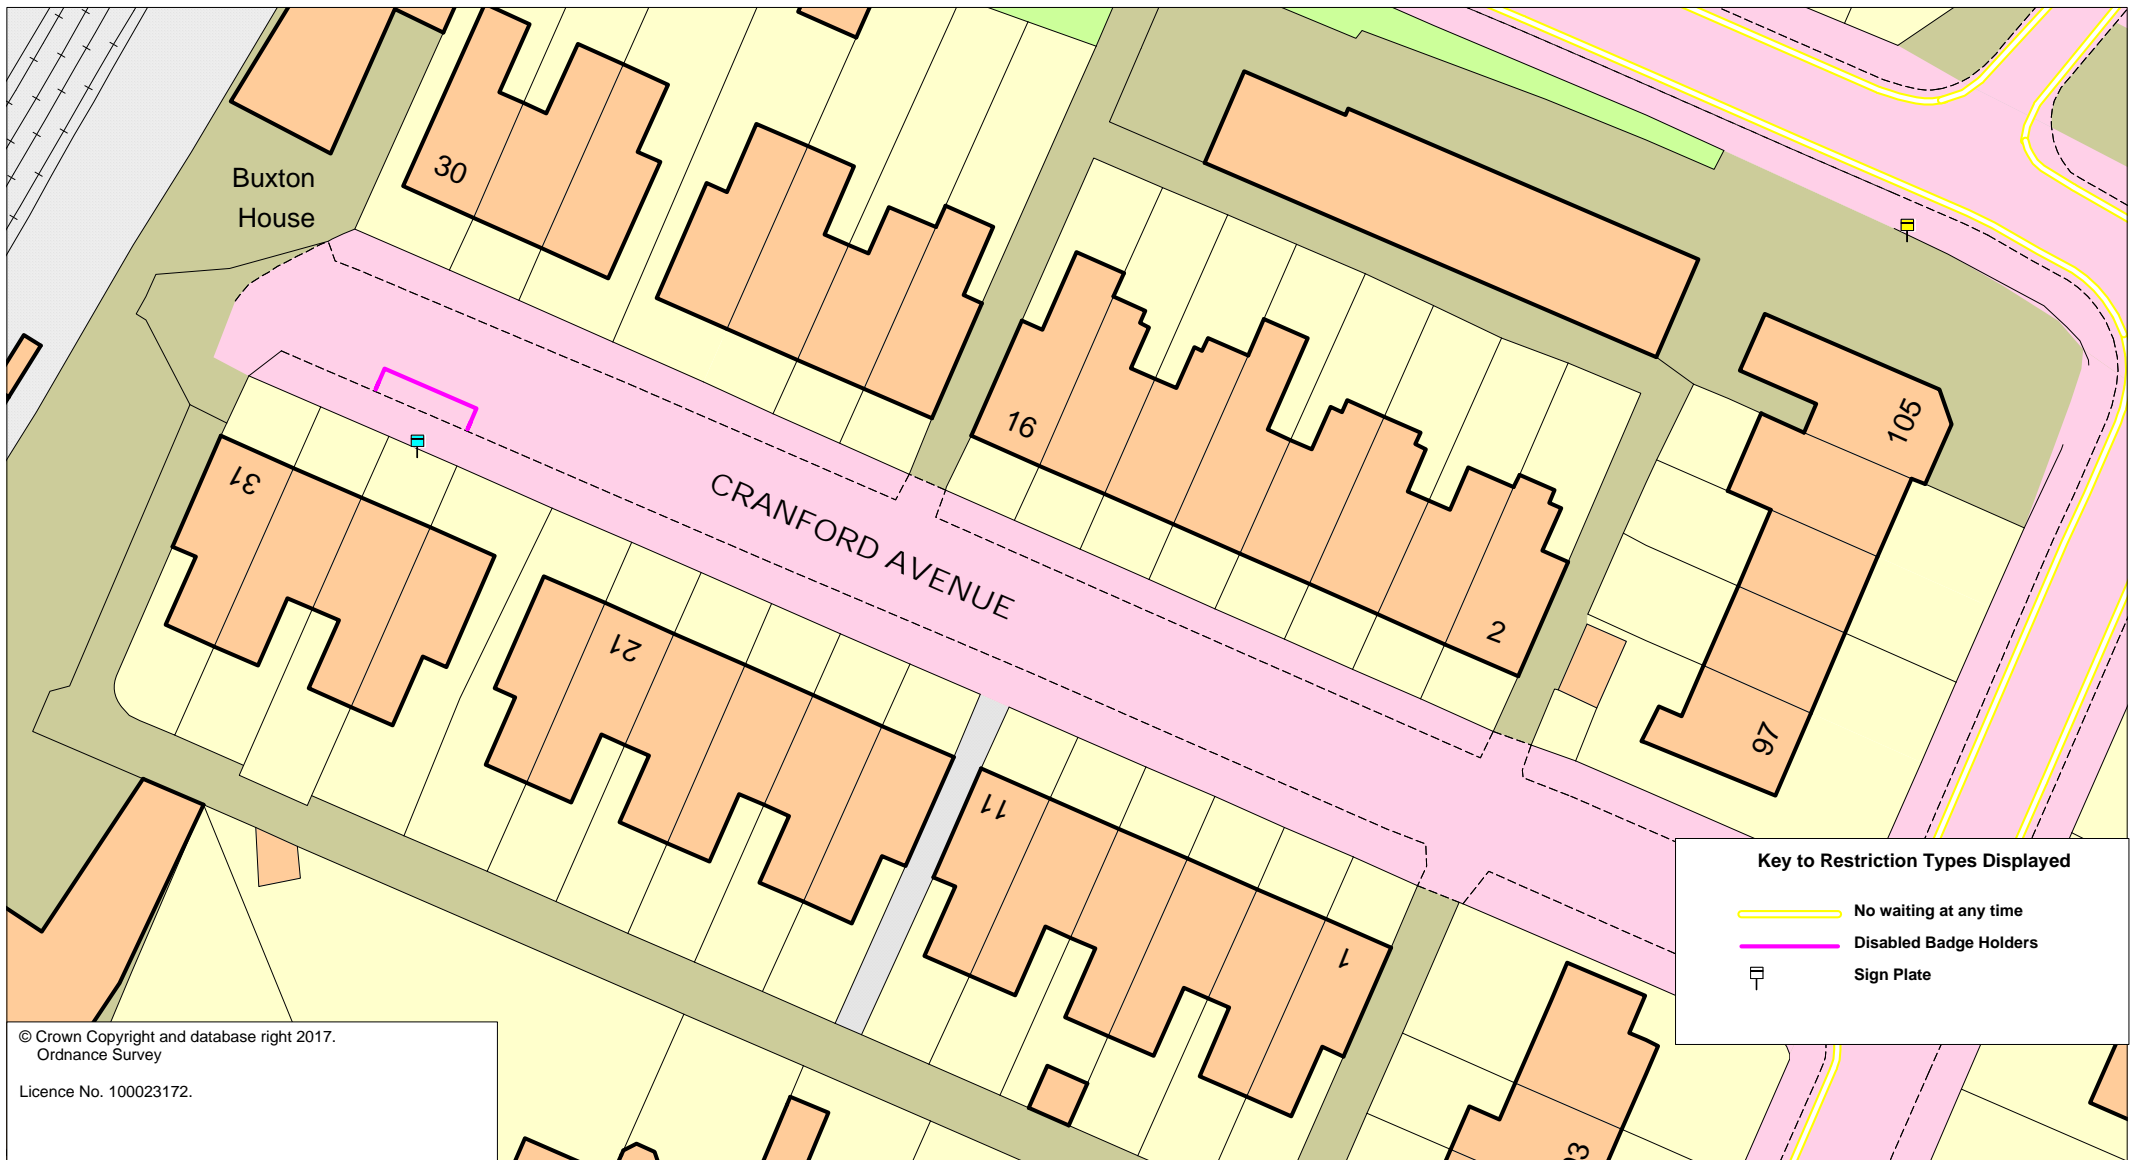 Buxton
House
30
16
105
31
CRANFORD AVENUE
21
2
97
11
1
Key to Restriction Types Displayed
No waiting at any time
Disabled Badge Holders
Sign Plate
© Crown Copyright and database right 2017.
Ordnance Survey
Licence No. 100023172.